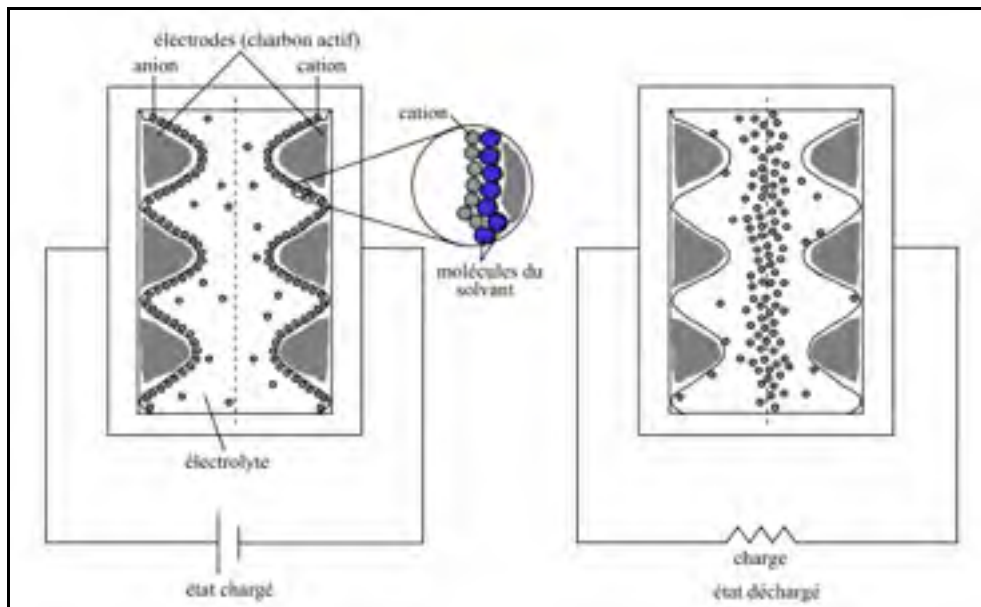 électrodes (charbon actif)
anion
cation
cation
molécules du
solvant
électrolyte
état chargé
charge
état déchargé